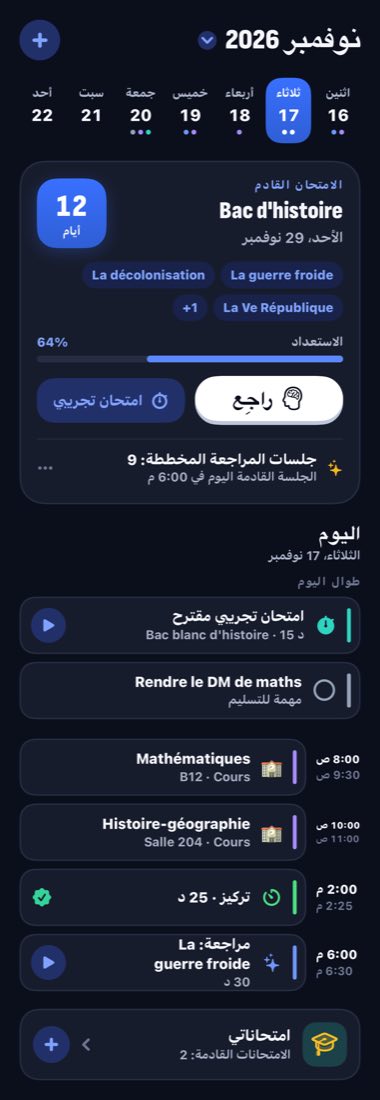 نوفمبر 2026
اثنين ثلاثاء أربعاء خميس جمعة سبت أحد
16 17 18 19 20 21 22
الامتحان القادم
Bac d'histoire
الأحد، 29 نوفمبر
12
أيام
La guerre froide La décolonisation
La Ve République +1
الاستعداد 64%
راجِع
امتحان تجريبي
جلسات المراجعة المخططة: 9
الجلسة القادمة اليوم في 6:00 م
اليوم
الثلاثاء، 17 نوفمبر
طوال اليوم
امتحان تجريبي مقترح
Bac blanc d'histoire · 15 د
Rendre le DM de maths
مهمة للتسليم
8:00 ص
9:30 ص
Mathématiques
B12 · Cours
10:00 ص
11:00 ص
Histoire-géographie
Salle 204 · Cours
2:00 م
2:25 م
تركيز · 25 د
6:00 م
6:30 م
مراجعة: La
guerre froide
30 د
امتحاناتي
الامتحانات القادمة: 2